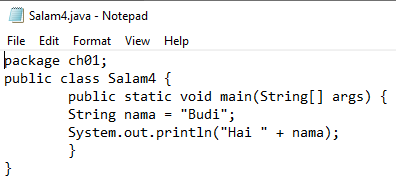 Salam4.java - Notepad
File Edit Format View Help
package ch01;
public class Salam4 {
        public static void main(String[] args) {
        String nama = "Budi";
        System.out.println("Hai " + nama);
        }
}